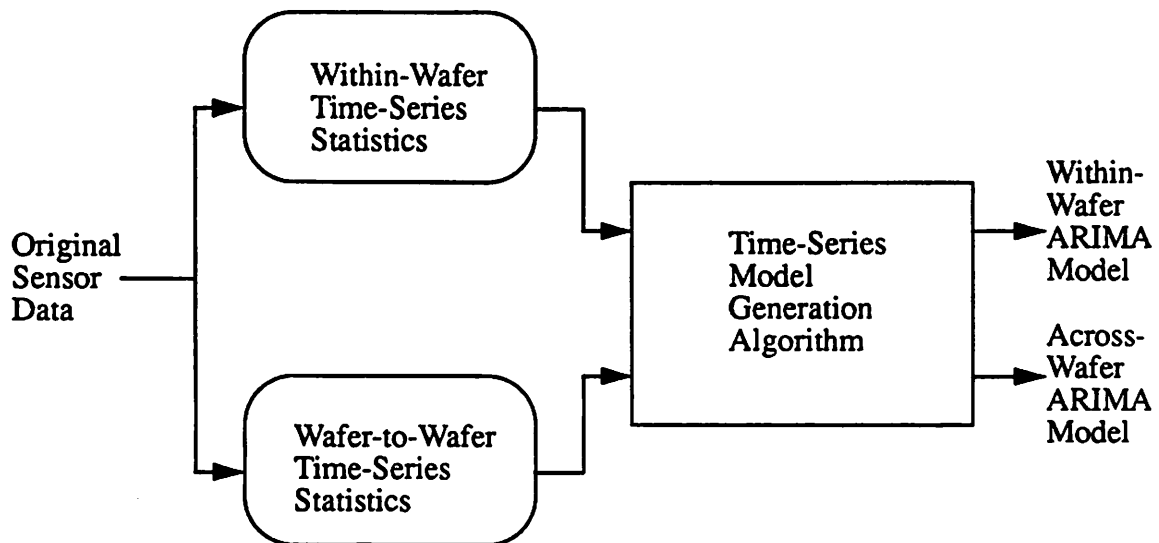 Within-Wafer
Time-Series
Statistics
Original
Sensor
Data
Wafer-to-Wafer
Time-Series
Statistics
Time-Series
Model
Generation
Algorithm
Within-
Wafer
ARIMA
Model
Across-
Wafer
ARIMA
Model